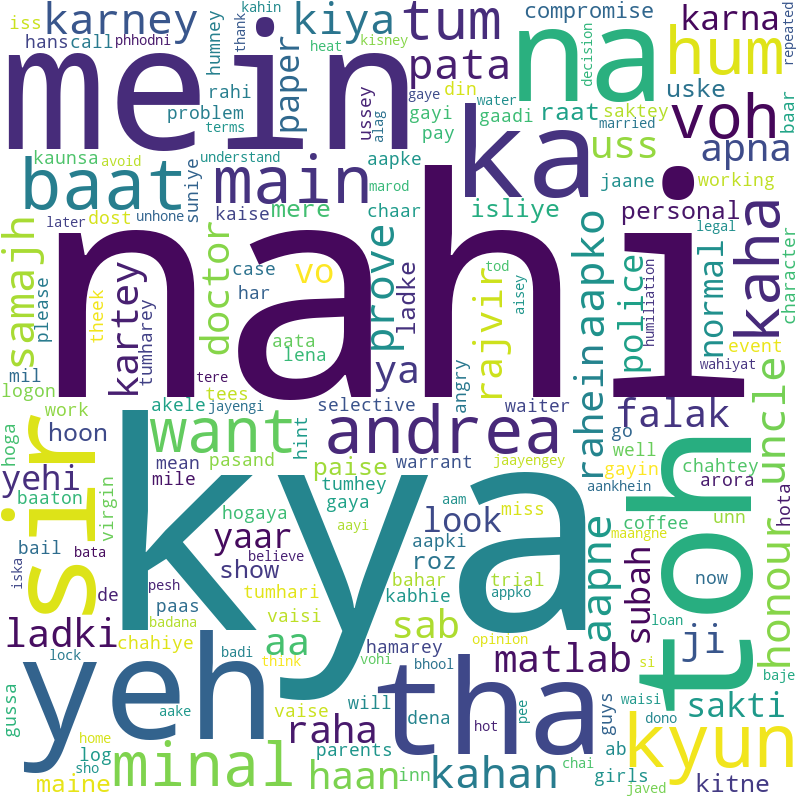 iss
karney
kiya
tum
compromise
karna
repeated
hans
call
phhodni
humney
thank
kahin
kisney
heat
decision
na
hum
mein
paper
pata
rahi
problem
terms
ussey
gaye
water
din
uske
voh
baar
alag
gayi
gaadi
raat
saktey
married
pay
ka
uss
apna
kaunsa
avoid
understand
suniye
aapke
marod
jaane
working
baat
main
later
dost
unhone
kaise
mere
chaar
isliye
personal
legal
nahi
samajh
please
theek
kartey
tumharey
doctor
case
har
vo
prove
ladke
rajvir
tod
aisey
raheinaapko
police
humiliation
normal
kaha
character
event
wahiyat
mil
logon
aata
lena
tere
tees
ya
angry
work
akele
jayengi
selective
waiter
falak
uncle
hoga
sir
hoon
want
hint
andrea
go
well
chahtey
arora
hota
yehi
mean
mile
pasand
paise
warrant
jaayengey
gayin
aankhein
toh
baaton
virgin
kya
tumhey
gaya
aam
miss
coffee
unn
maangne
honour
bail
bata
hogaya
aayi
look
aapki
yaar
believe
roz
trial
appko
aapne
subah
now
iska
de
pesh
show
tumhari
bahar
kabhie
loan
paas
badana
vaisi
sab
ladki
chahiye
aa
hamarey
opinion
matlab
si
ji
baje
lock
yeh
badi
think
vohi
bhool
tha
gussa
aake
vaise
will
dena
hot
pee
guys
waisi
dono
sakti
raha
home
log
sho
minal
parents
haan
inn
kahan
chai
ab
girls
javed
kyun
kitne
maine